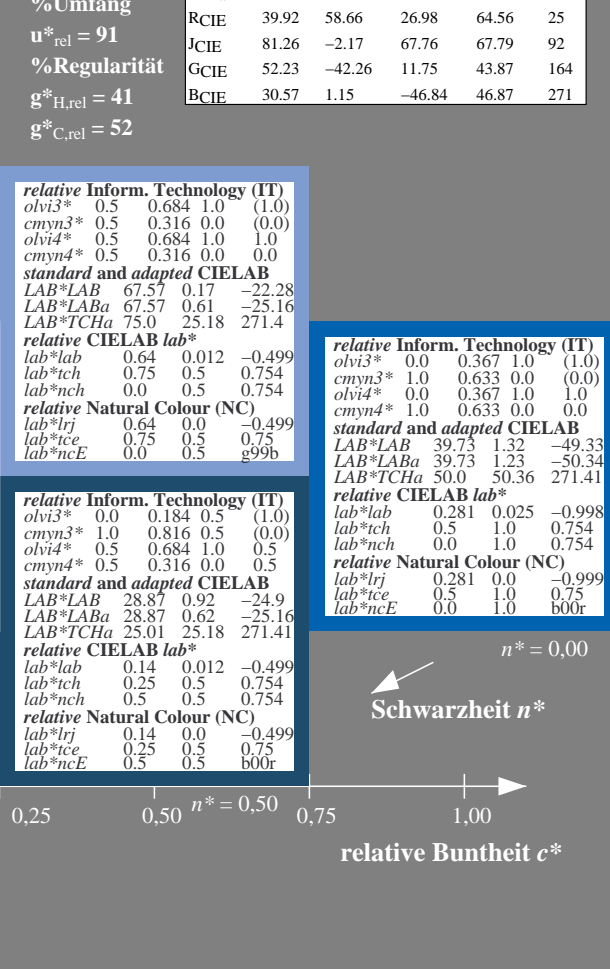 %Umfang
u*rel = 91
%Regularität
g*H,rel = 41
g*C,rel = 52
RCIE 39.92 58.66 26.98 64.56 25
JCIE 81.26 −2.17 67.76 67.79 92
GCIE 52.23 −42.26 11.75 43.87 164
BCIE 30.57 1.15 −46.84 46.87 271
relative Inform. Technology (IT)
olvi3* 0.5 0.684 1.0 (1.0)
cmyn3* 0.5 0.316 0.0 (0.0)
olvi4* 0.5 0.684 1.0 1.0
cmyn4* 0.5 0.316 0.0 0.0
standard and adapted CIELAB
LAB*LAB 67.57 0.17 −22.28
LAB*LABa 67.57 0.61 −25.16
LAB*TCHa 75.0 25.18 271.4
relative CIELAB lab*
lab*lab 0.64 0.012 −0.499
lab*tch 0.75 0.5 0.754
lab*nch 0.0 0.5 0.754
relative Natural Colour (NC)
lab*lrj 0.64 0.0 −0.499
lab*tce 0.75 0.5 0.75
lab*ncE 0.0 0.5 g99b
relative Inform. Technology (IT)
olvi3* 0.0 0.367 1.0 (1.0)
cmyn3* 1.0 0.633 0.0 (0.0)
olvi4* 0.0 0.367 1.0 1.0
cmyn4* 1.0 0.633 0.0 0.0
standard and adapted CIELAB
LAB*LAB 39.73 1.32 −49.33
LAB*LABa 39.73 1.23 −50.34
LAB*TCHa 50.0 50.36 271.41
relative CIELAB lab*
lab*lab 0.281 0.025 −0.998
lab*tch 0.5 1.0 0.754
lab*nch 0.0 1.0 0.754
relative Natural Colour (NC)
lab*lrj 0.281 0.0 −0.999
lab*tce 0.5 1.0 0.75
lab*ncE 0.0 1.0 b00r
relative Inform. Technology (IT)
olvi3* 0.0 0.184 0.5 (1.0)
cmyn3* 1.0 0.816 0.5 (0.0)
olvi4* 0.5 0.684 1.0 0.5
cmyn4* 0.5 0.316 0.0 0.5
standard and adapted CIELAB
LAB*LAB 28.87 0.92 −24.9
LAB*LABa 28.87 0.62 −25.16
LAB*TCHa 25.01 25.18 271.41
relative CIELAB lab*
lab*lab 0.14 0.012 −0.499
lab*tch 0.25 0.5 0.754
lab*nch 0.5 0.5 0.754
relative Natural Colour (NC)
lab*lrj 0.14 0.0 −0.499
lab*tce 0.25 0.5 0.75
lab*ncE 0.5 0.5 b00r
n* = 0,00
Schwarzheit n*
n* = 0,50
0,25 0,50 0,75 1,00
relative Buntheit c*